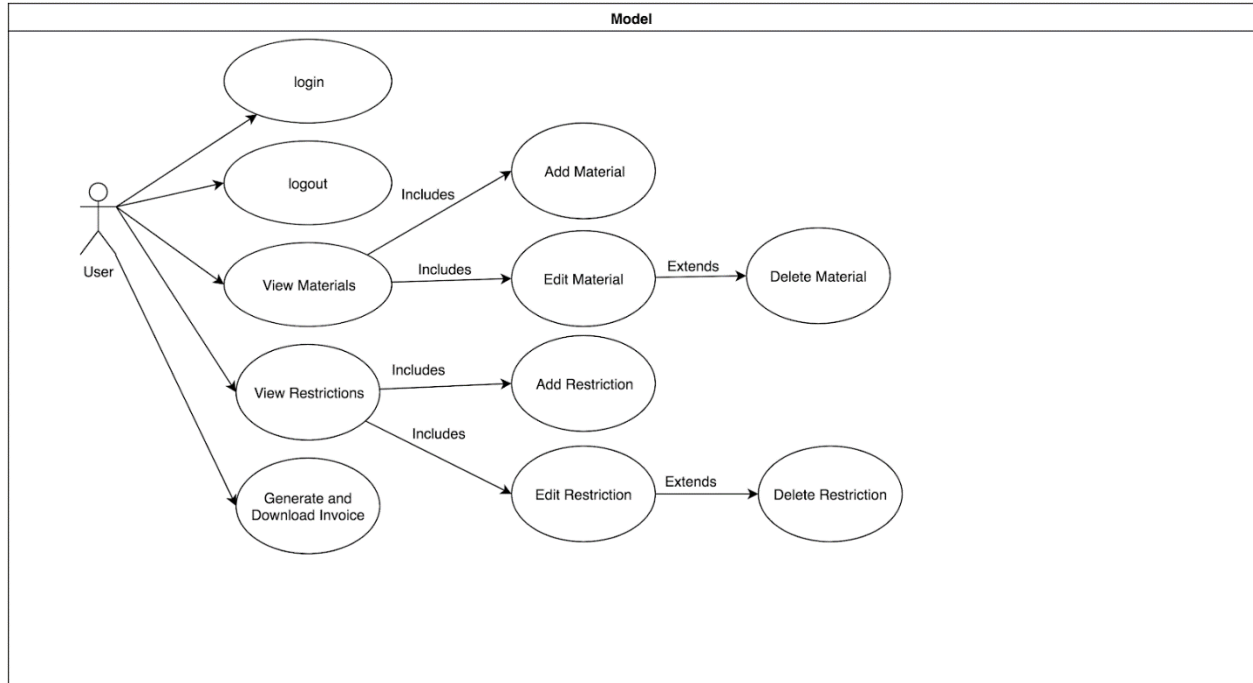 Model
login
logout
Includes
Add Material
User
View Materials
Includes
Edit Material
Extends
Delete Material
View Restrictions
Includes
Add Restriction
Includes
Generate and
Download Invoice
Edit Restriction
Extends
Delete Restriction